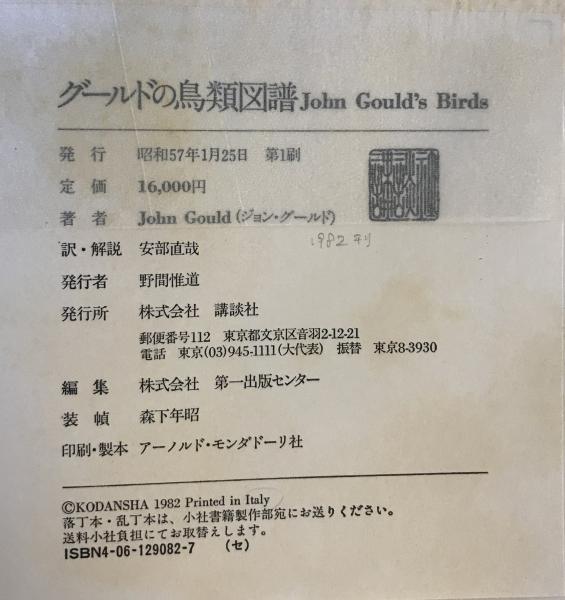 グールドの鳥類図譜 John Gould's Birds
発行 昭和57年1月25日 第1刷
定価 16,000円
著者 John Gould(ジョン・グールド)
1982刊
訳・解説 安部直哉
発行者 野間惟道
発行所 株式会社 講談社
郵便番号112 東京都文京区音羽2-12-21
電話 東京(03)945-1111(大代表) 振替 東京8-3930
編集 株式会社 第一出版センター
装幀 森下年昭
印刷・製本 アーノルド・モンダドーリ社
©KODANSHA 1982 Printed in Italy
落丁本・乱丁本は、小社書籍製作部宛にお送りください。
送料小社負担にてお取替えします。
ISBN4-06-129082-7 (セ)